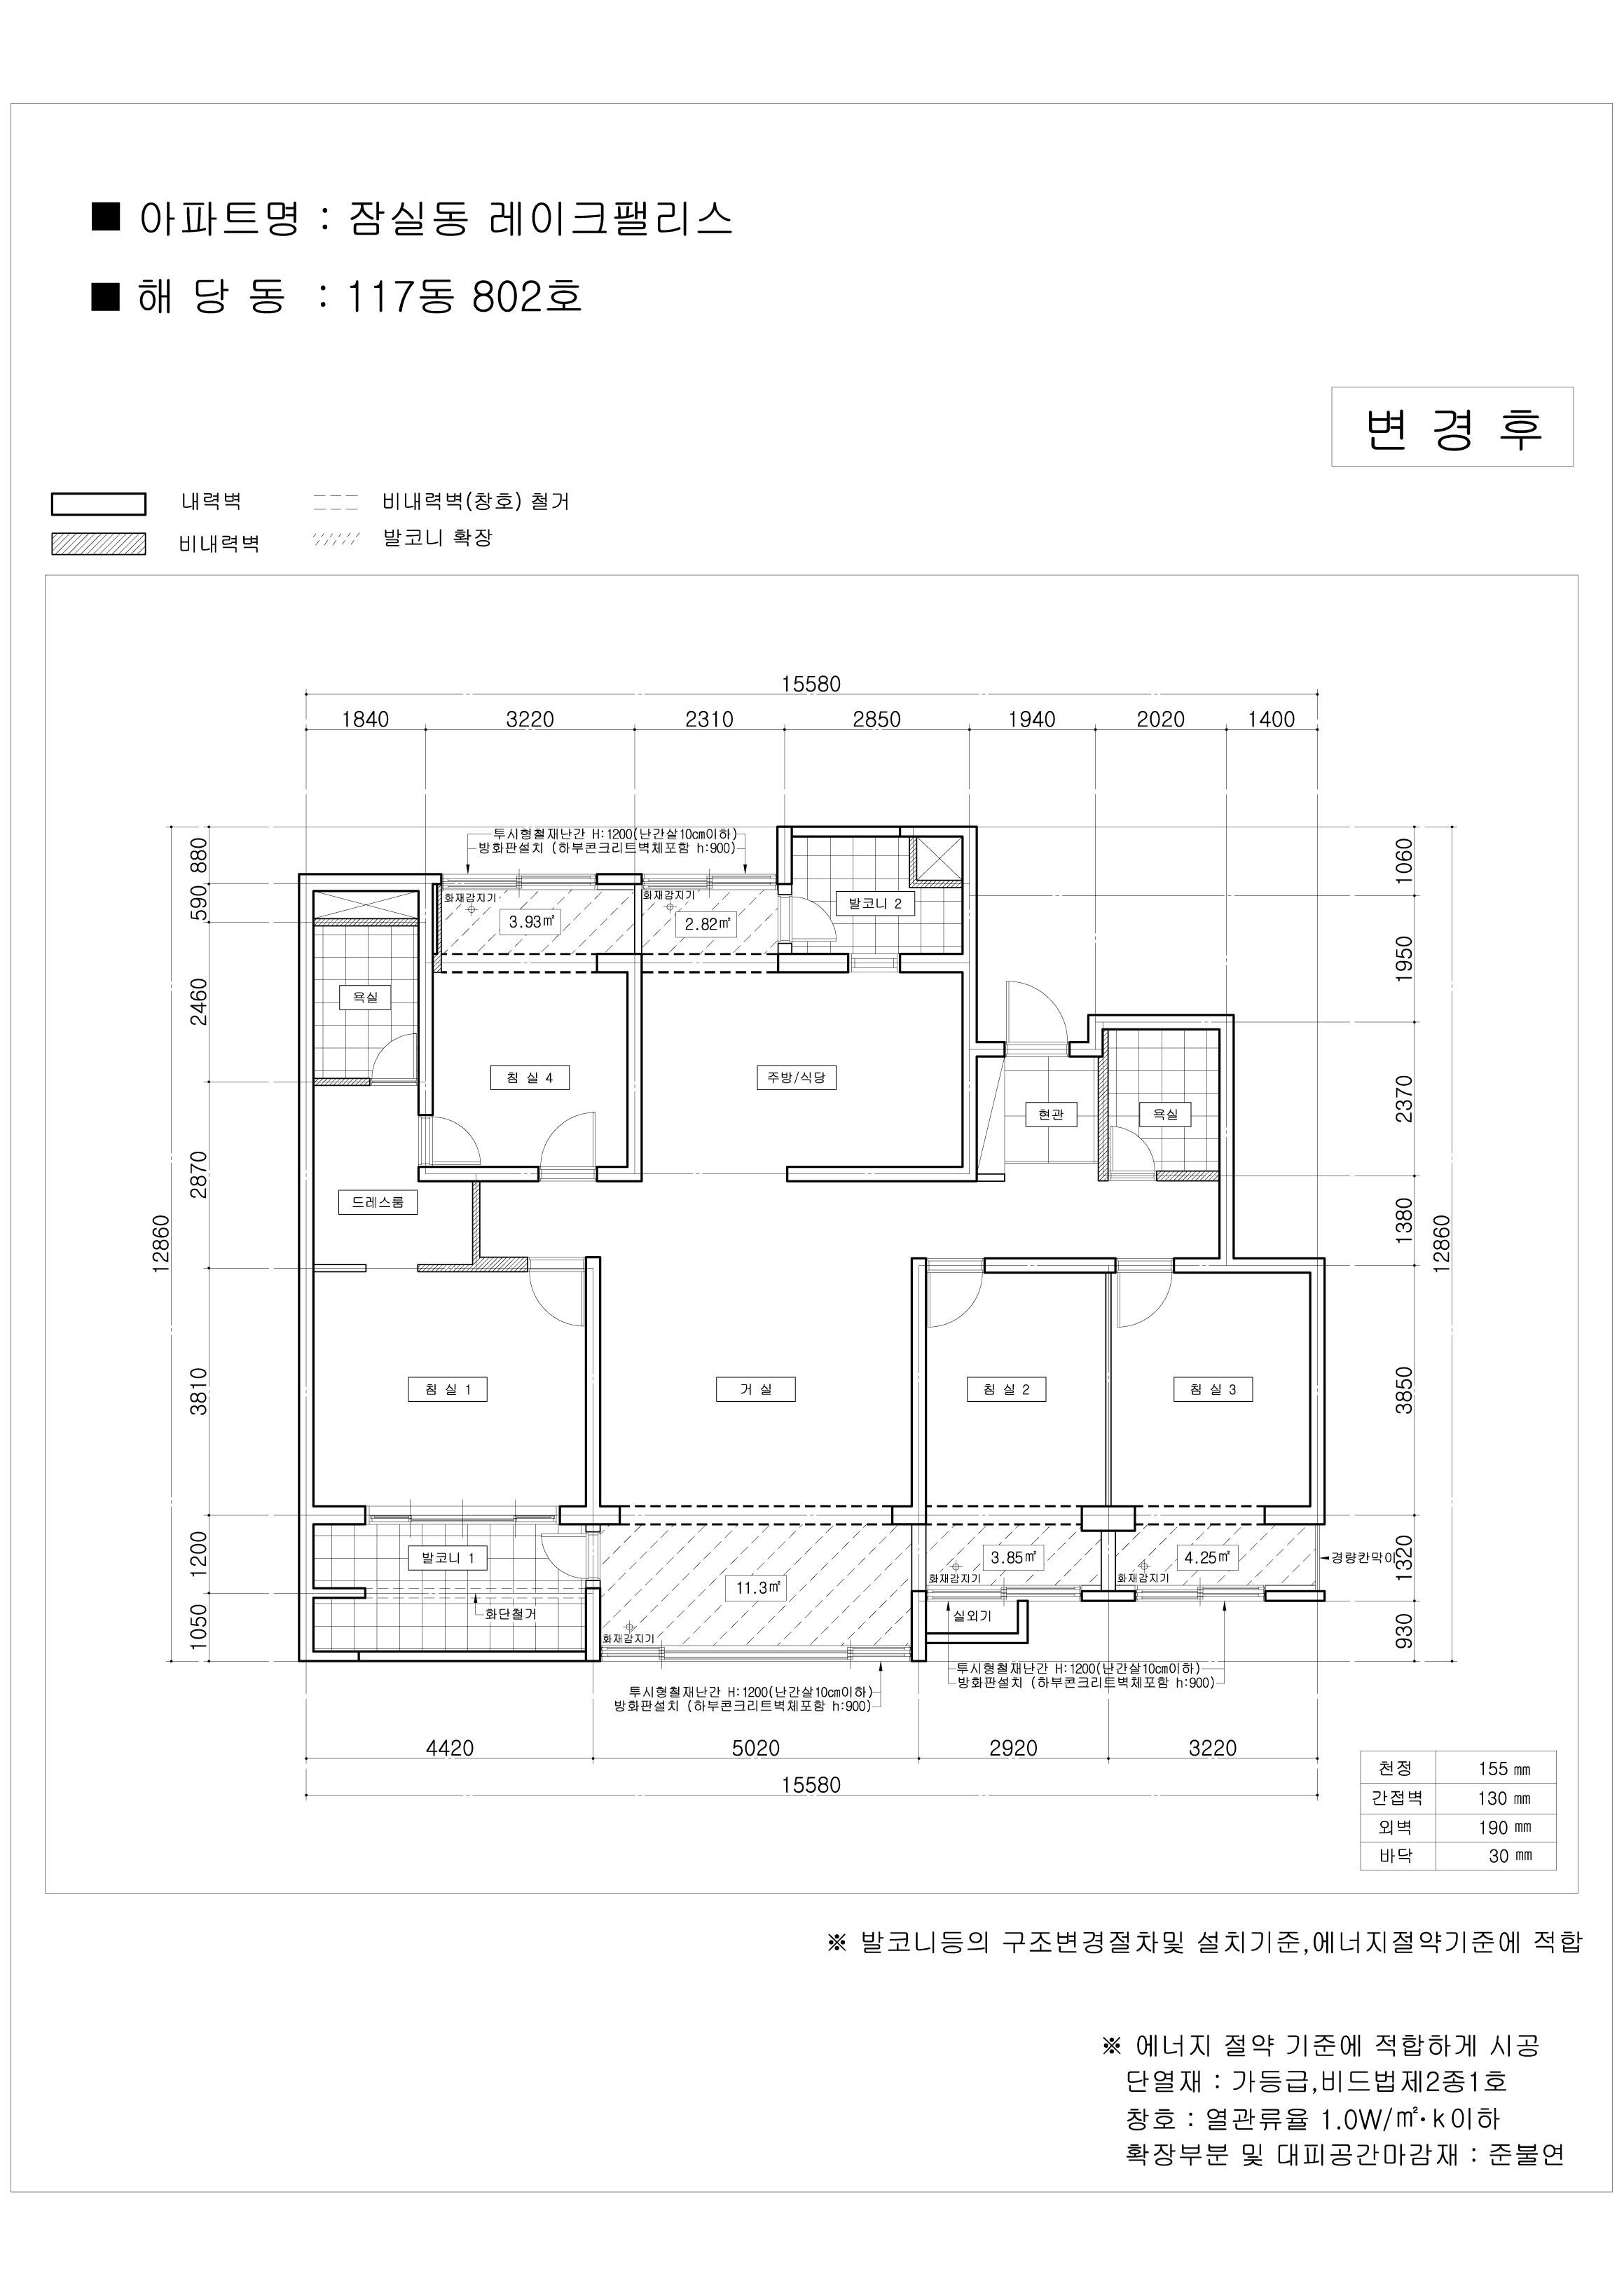 ■ 아파트명 : 잠실동 레이크팰리스
■ 해 당 동 : 117동 802호
변 경 후
내력벽
비내력벽(창호) 철거
비내력벽
발코니 확장
15580
1840 3220 2310 2850 1940 2020 1400
투시형철재난간 H:1200(난간살10cm이하)
방화판설치 (하부콘크리트벽체포함 h:900)
880
590
2460
2870
3810
1200
1050
12860
1060
1950
2370
1380
3850
1320
930
12860
화재감지기
3.93㎡
화재감지기
2.82㎡
발코니 2
욕실
침 실 4
주방/식당
현관
욕실
드레스룸
침 실 1
거 실
침 실 2
침 실 3
발코니 1
화단철거
11.3㎡
화재감지기
3.85㎡
화재감지기
4.25㎡
화재감지기
경량칸막이
실외기
투시형철재난간 H:1200(난간살10cm이하)
방화판설치 (하부콘크리트벽체포함 h:900)
투시형철재난간 H:1200(난간살10cm이하)
방화판설치 (하부콘크리트벽체포함 h:900)
4420 5020 2920 3220
15580
천정 155 ㎜
간접벽 130 ㎜
외벽 190 ㎜
바닥 30 ㎜
※ 발코니등의 구조변경절차및 설치기준,에너지절약기준에 적합
※ 에너지 절약 기준에 적합하게 시공
단열재 : 가등급,비드법제2종1호
창호 : 열관류율 1.0W/㎡·k이하
확장부분 및 대피공간마감재 : 준불연